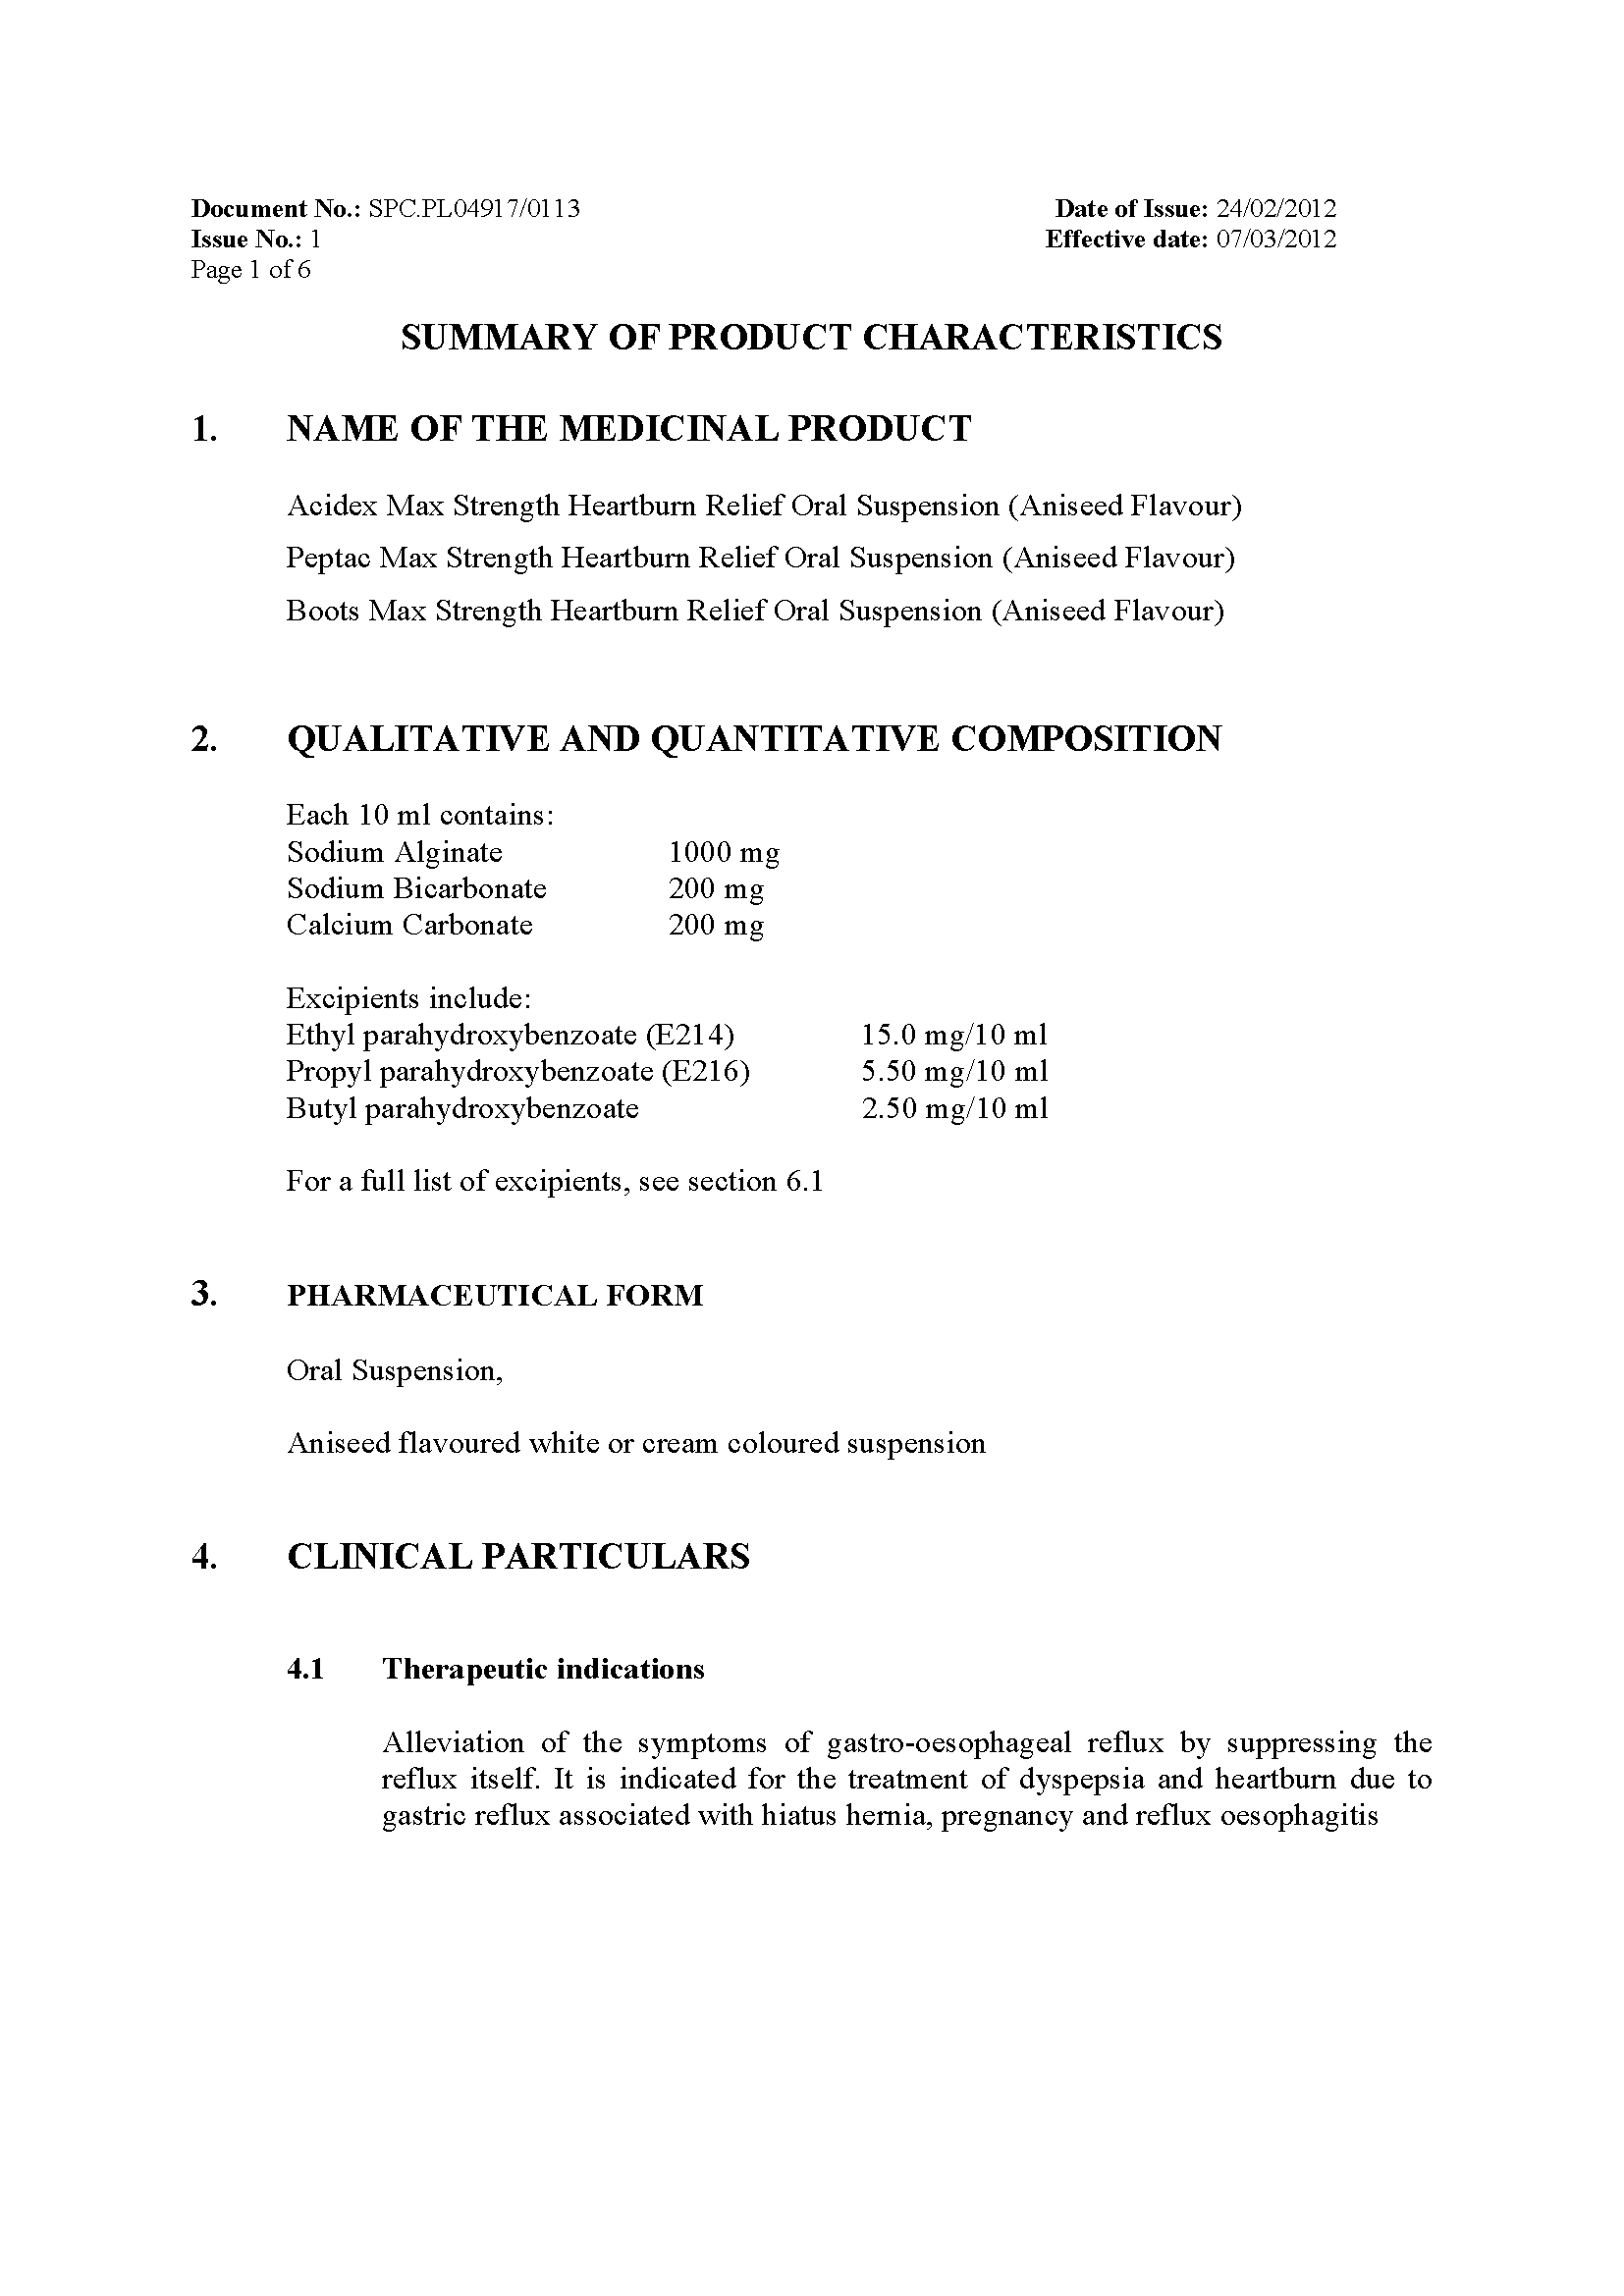 Document No.: SPC.PL04917/0113 Date of Issue: 24/02/2012
Issue No.: 1 Effective date: 07/03/2012
Page 1 of 6
SUMMARY OF PRODUCT CHARACTERISTICS
1. NAME OF THE MEDICINAL PRODUCT
Acidex Max Strength Heartburn Relief Oral Suspension (Aniseed Flavour)
Peptac Max Strength Heartburn Relief Oral Suspension (Aniseed Flavour)
Boots Max Strength Heartburn Relief Oral Suspension (Aniseed Flavour)
2. QUALITATIVE AND QUANTITATIVE COMPOSITION
Each 10 ml contains:
Sodium Alginate 1000 mg
Sodium Bicarbonate 200 mg
Calcium Carbonate 200 mg
Excipients include:
Ethyl parahydroxybenzoate (E214) 15.0 mg/10 ml
Propyl parahydroxybenzoate (E216) 5.50 mg/10 ml
Butyl parahydroxybenzoate 2.50 mg/10 ml
For a full list of excipients, see section 6.1
3. PHARMACEUTICAL FORM
Oral Suspension,
Aniseed flavoured white or cream coloured suspension
4. CLINICAL PARTICULARS
4.1 Therapeutic indications
Alleviation of the symptoms of gastro-oesophageal reflux by suppressing the
reflux itself. It is indicated for the treatment of dyspepsia and heartburn due to
gastric reflux associated with hiatus hernia, pregnancy and reflux oesophagitis